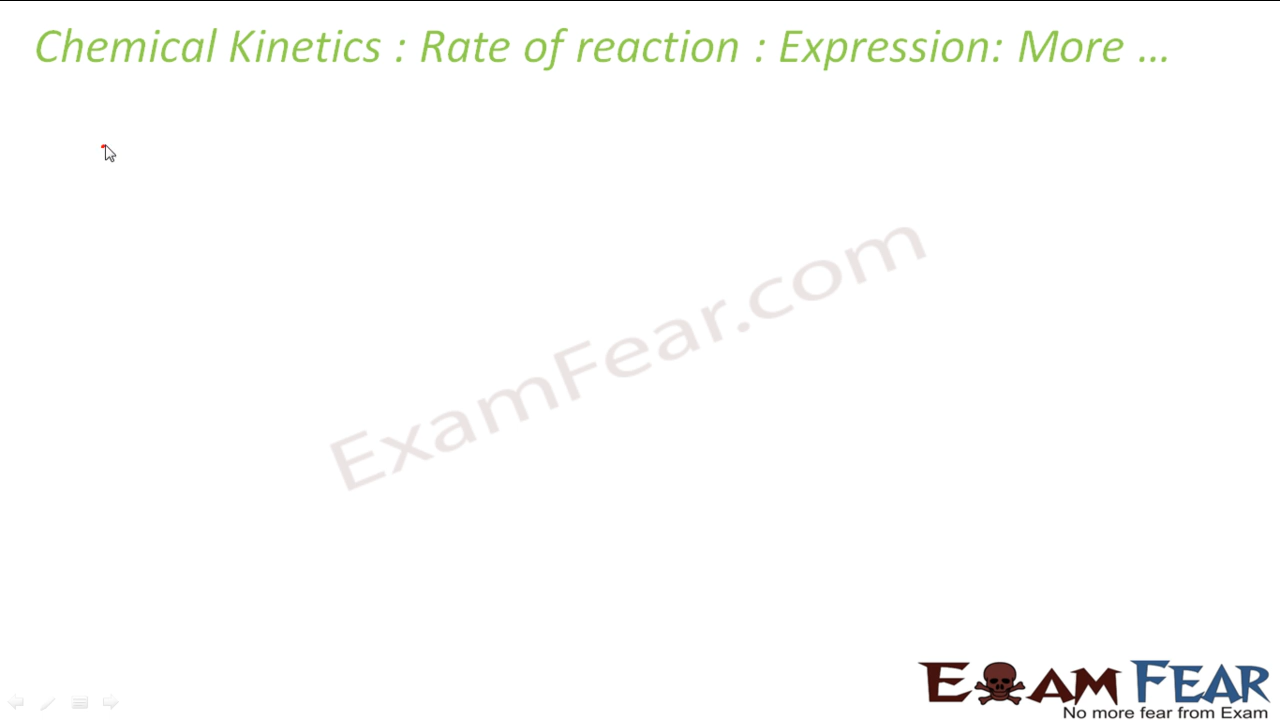 Chemical Kinetics : Rate of reaction : Expression: More ...
ExamFear.com
EXAM FEAR
No more fear from Exam